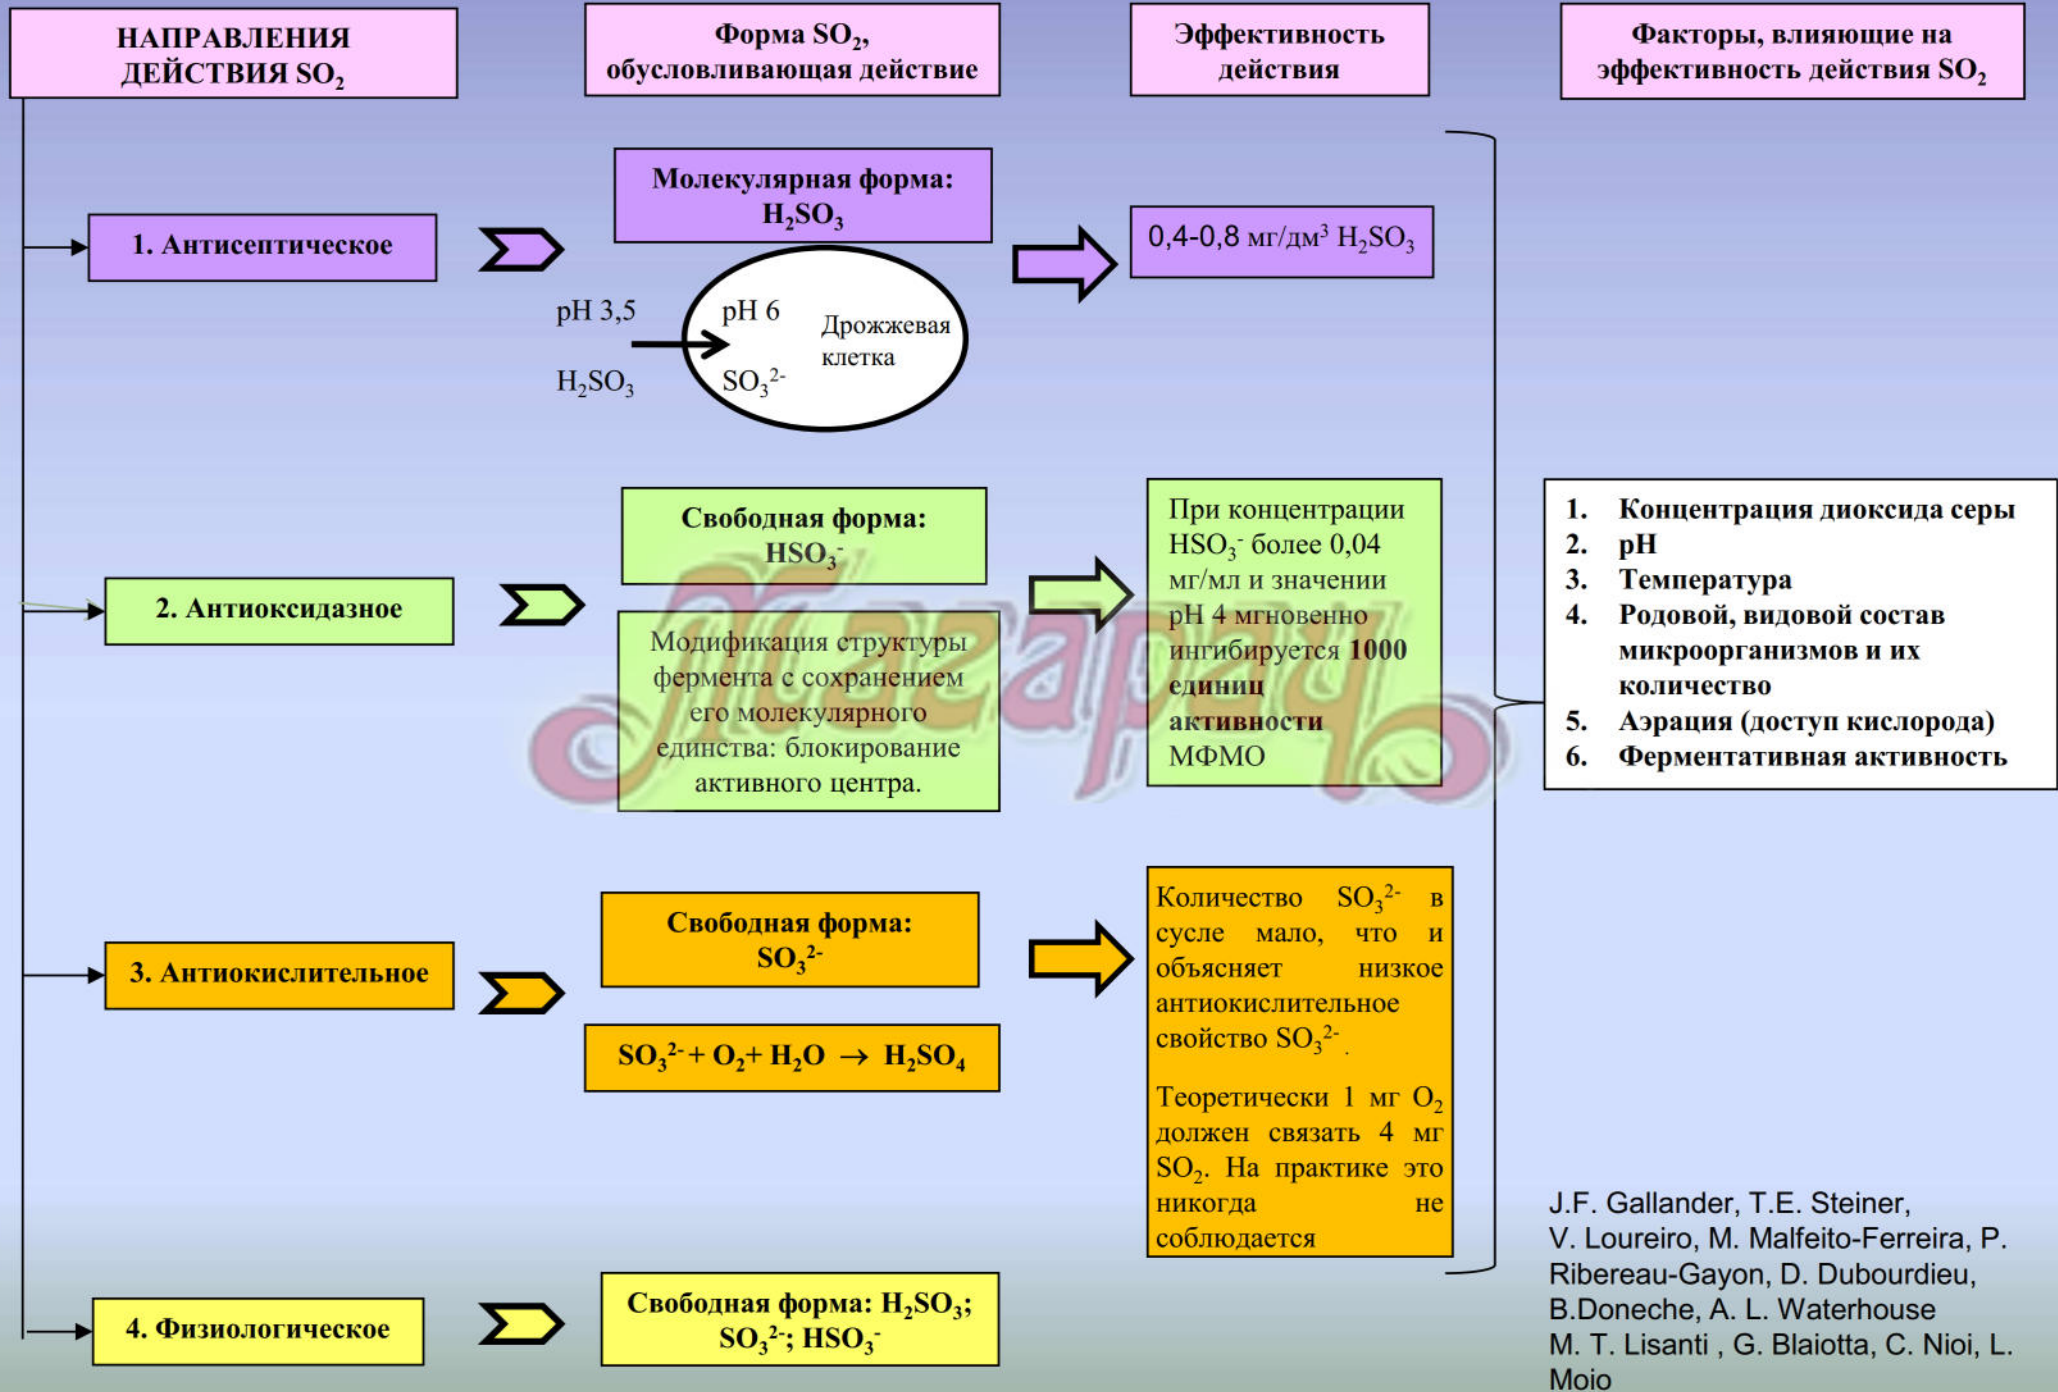 НАПРАВЛЕНИЯ
ДЕЙСТВИЯ SO₂
Форма SO₂,
обусловливающая действие
Эффективность
действия
Факторы, влияющие на
эффективность действия SO₂
1. Антисептическое
Молекулярная форма:
H₂SO₃
pH 3,5
H₂SO₃
pH 6
SO₃²⁻
Дрожжевая
клетка
0,4-0,8 мг/дм³ H₂SO₃
2. Антиоксидазное
Свободная форма:
HSO₃⁻
Модификация структуры
фермента с сохранением
его молекулярного
единства: блокирование
активного центра.
При концентрации
HSO₃⁻ более 0,04
мг/мл и значении
pH 4 мгновенно
ингибируется 1000
единиц
активности
МФМО
Магарач
1. Концентрация диоксида серы
2. pH
3. Температура
4. Родовой, видовой состав
микроорганизмов и их
количество
5. Аэрация (доступ кислорода)
6. Ферментативная активность
3. Антиокислительное
Свободная форма:
SO₃²⁻
SO₃²⁻ + O₂+ H₂O → H₂SO₄
Количество SO₃²⁻ в
сусле мало, что и
объясняет низкое
антиокислительное
свойство SO₃²⁻ .
Теоретически 1 мг O₂
должен связать 4 мг
SO₂. На практике это
никогда не
соблюдается
4. Физиологическое
Свободная форма: H₂SO₃;
SO₃²⁻; HSO₃⁻
J.F. Gallander, T.E. Steiner,
V. Loureiro, M. Malfeito-Ferreira, P.
Ribereau-Gayon, D. Dubourdieu,
B.Doneche, A. L. Waterhouse
M. T. Lisanti , G. Blaiotta, C. Nioi, L.
Moio